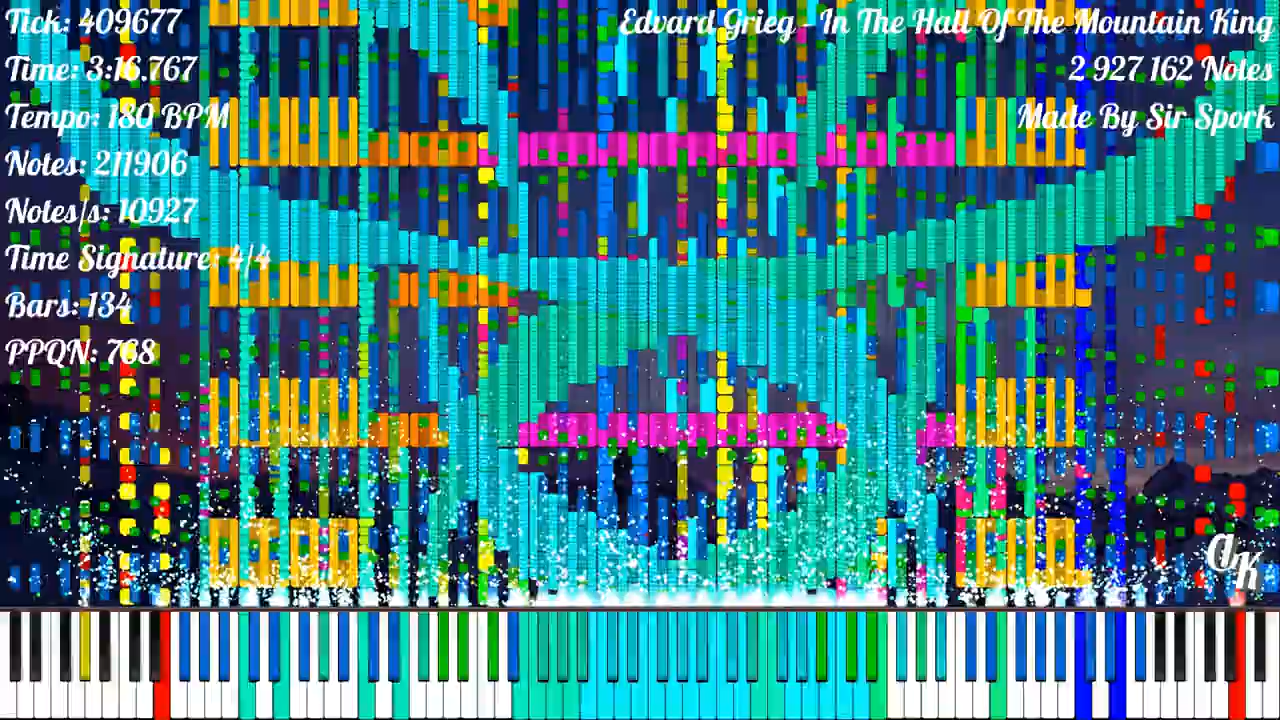 Tick: 409677
Time: 3:16.767
Tempo: 180 BPM
Notes: 211906
Notes/s: 10927
Time Signature: 4/4
Bars: 134
PPQN: 768
Edvard Grieg - In The Hall Of The Mountain King
2 927 162 Notes
Made By Sir Spork
AK